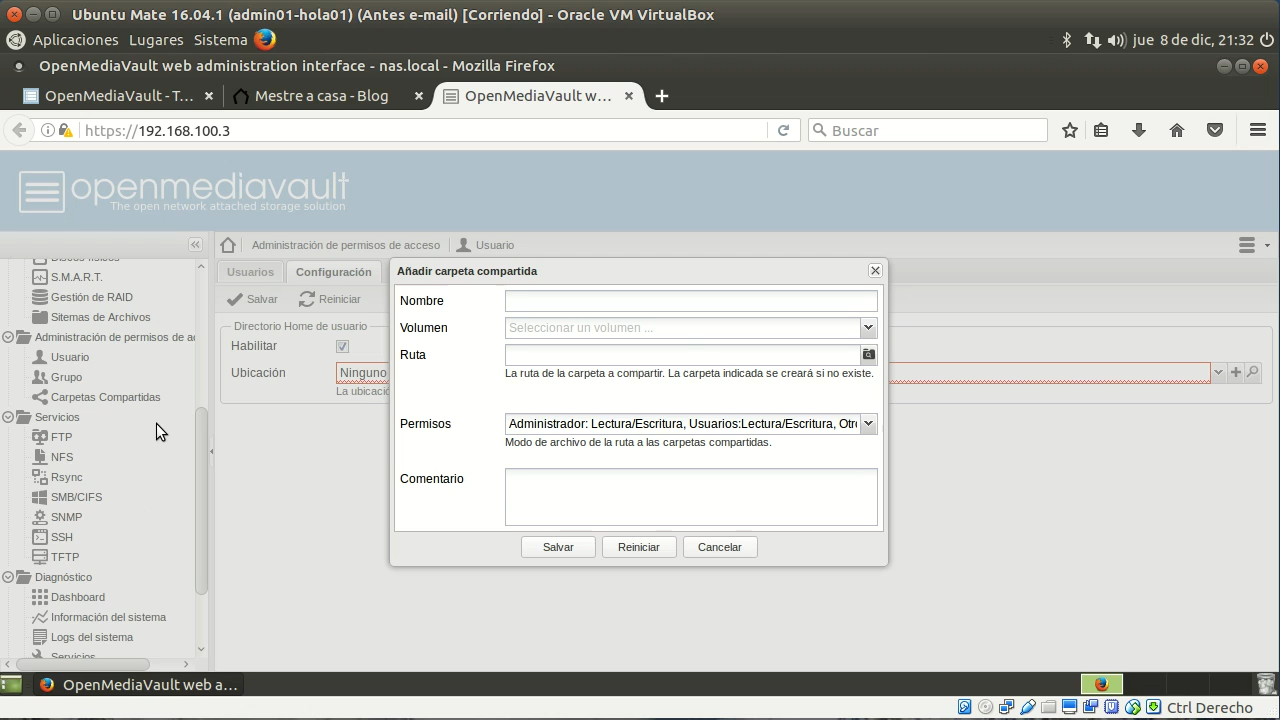 Ubuntu Mate 16.04.1 (admin01-hola01) (Antes e-mail) [Corriendo] - Oracle VM VirtualBox
Aplicaciones Lugares Sistema
jue 8 de dic, 21:32
OpenMediaVault web administration interface - nas.local - Mozilla Firefox
OpenMediaVault - T... ×
Mestre a casa - Blog ×
OpenMediaVault w... ×
https://192.168.100.3
Buscar
openmediavault
The open network attached storage solution
Administración de permisos de acceso
Usuario
Discos físicos
S.M.A.R.T.
Gestión de RAID
Sitemas de Archivos
Administración de permisos de ac
Usuario
Grupo
Carpetas Compartidas
Servicios
FTP
NFS
Rsync
SMB/CIFS
SNMP
SSH
TFTP
Diagnóstico
Dashboard
Información del sistema
Logs del sistema
Servicios
Usuarios
Configuración
Salvar
Reiniciar
Directorio Home de usuario
Habilitar
Ubicación
Ninguno
La ubicació
Añadir carpeta compartida
Nombre
Volumen
Seleccionar un volumen ...
Ruta
La ruta de la carpeta a compartir. La carpeta indicada se creará si no existe.
Permisos
Administrador: Lectura/Escritura, Usuarios:Lectura/Escritura, Otro
Modo de archivo de la ruta a las carpetas compartidas.
Comentario
Salvar
Reiniciar
Cancelar
OpenMediaVault web a...
Ctrl Derecho